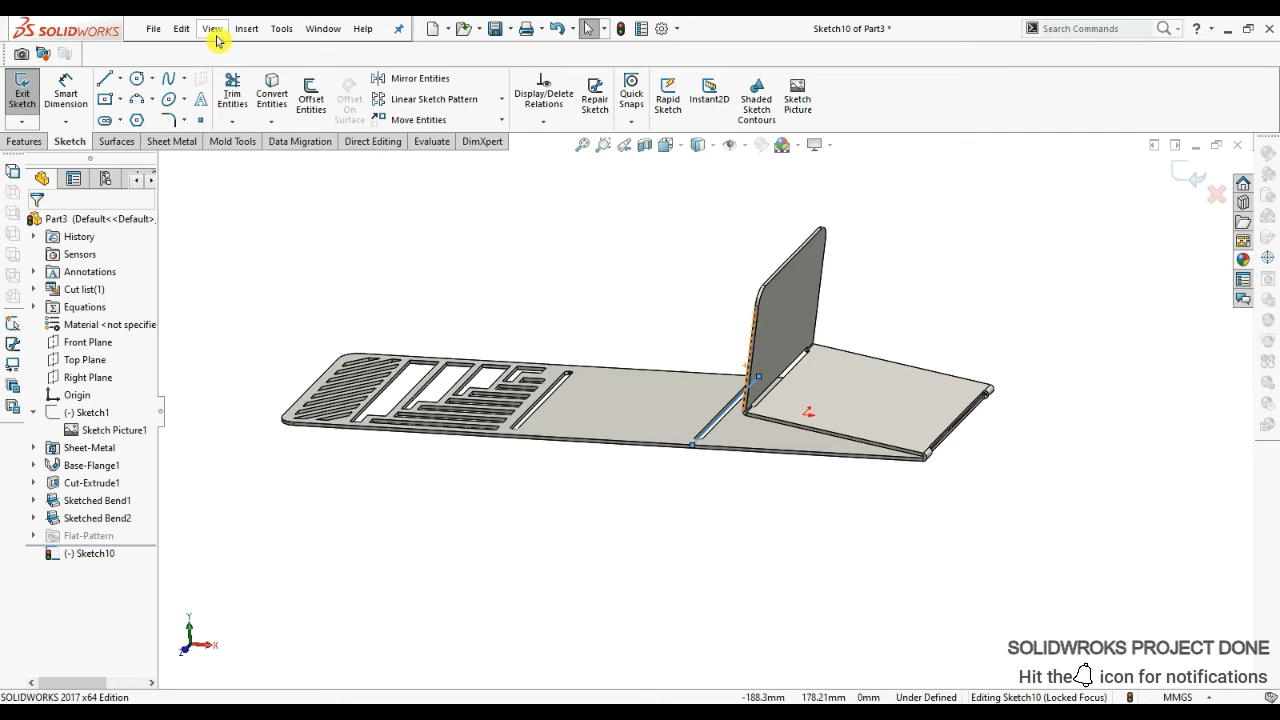 SOLIDWORKS File Edit View Insert Tools Window Help Sketch10 of Part3 * Search Commands
Exit Sketch Smart Dimension Trim Entities Convert Entities Offset Entities Offset On Surface Mirror Entities Linear Sketch Pattern Move Entities Display/Delete Relations Repair Sketch Quick Snaps Rapid Sketch Instant2D Shaded Sketch Contours Sketch Picture
Features Sketch Surfaces Sheet Metal Mold Tools Data Migration Direct Editing Evaluate DimXpert
Part3 (Default<<Default>.
History
Sensors
Annotations
Cut list(1)
Equations
Material <not specifie
Front Plane
Top Plane
Right Plane
Origin
(-) Sketch1
Sketch Picture1
Sheet-Metal
Base-Flange1
Cut-Extrude1
Sketched Bend1
Sketched Bend2
Flat-Pattern
(-) Sketch10
Y
X
Z
SOLIDWROKS PROJECT DONE
Hit the icon for notifications
SOLIDWORKS 2017 x64 Edition -188.3mm 178.21mm 0mm Under Defined Editing Sketch10 (Locked Focus) MMGS